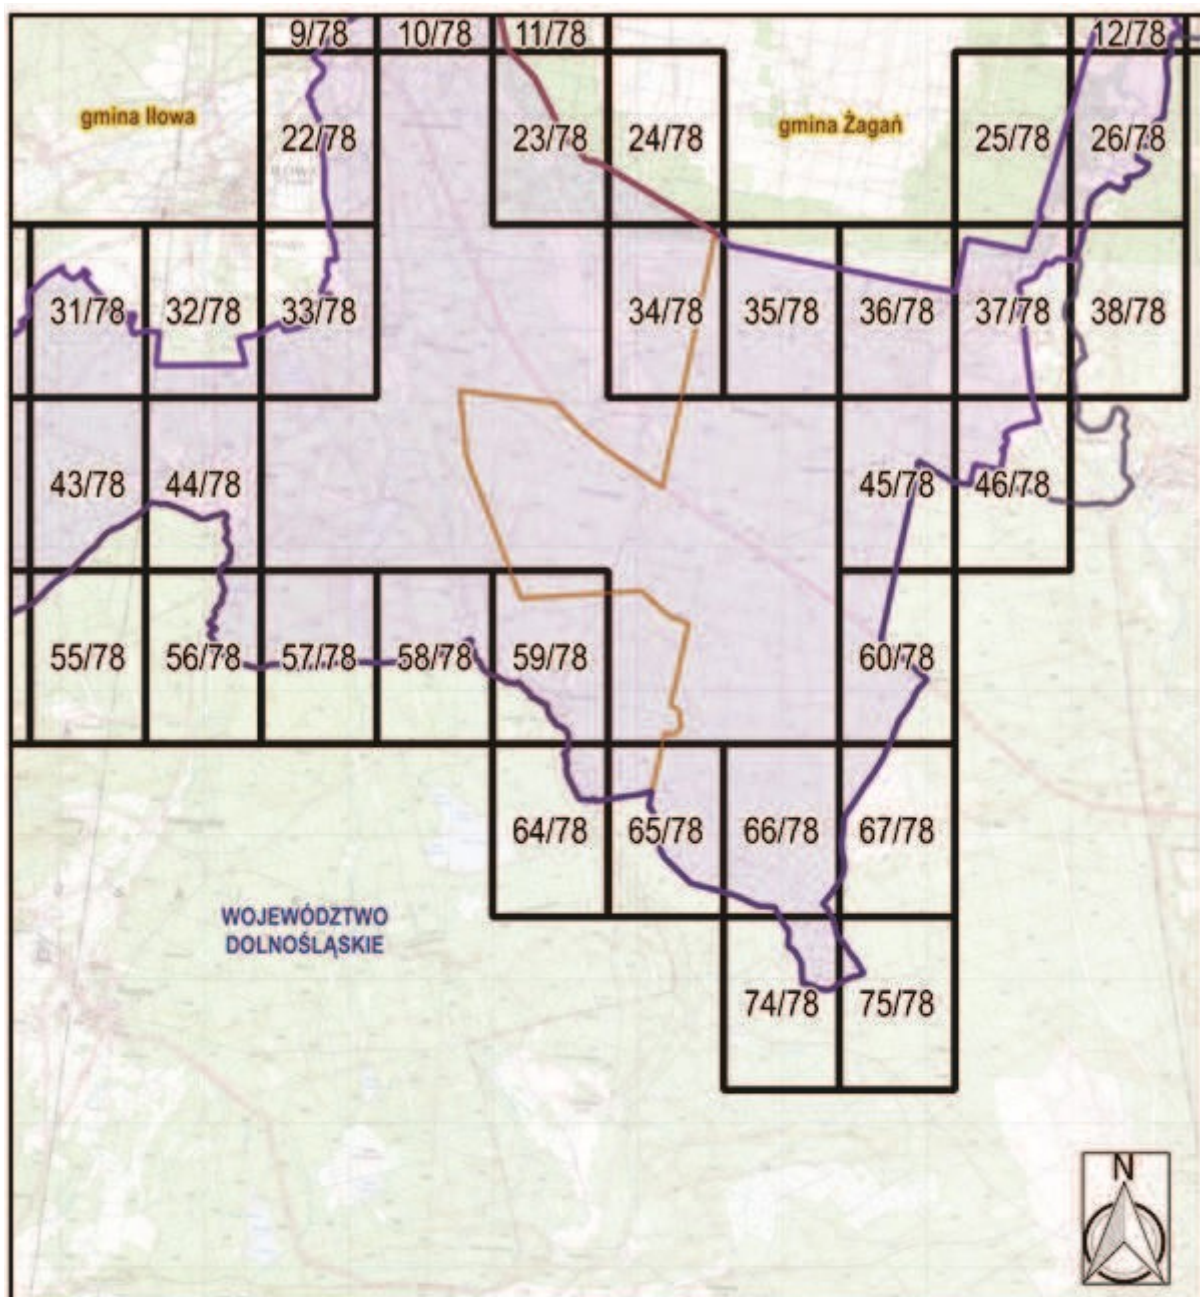 9/78 10/78 11/78 12/78
gmina Iłowa
22/78 23/78 24/78 gmina Żagań 25/78 26/78
31/78 32/78 33/78 34/78 35/78 36/78 37/78 38/78
43/78 44/78 45/78 46/78
55/78 56/78 57/78 58/78 59/78 60/78
64/78 65/78 66/78 67/78
WOJEWÓDZTWO
DOLNOŚLĄSKIE
74/78 75/78
N